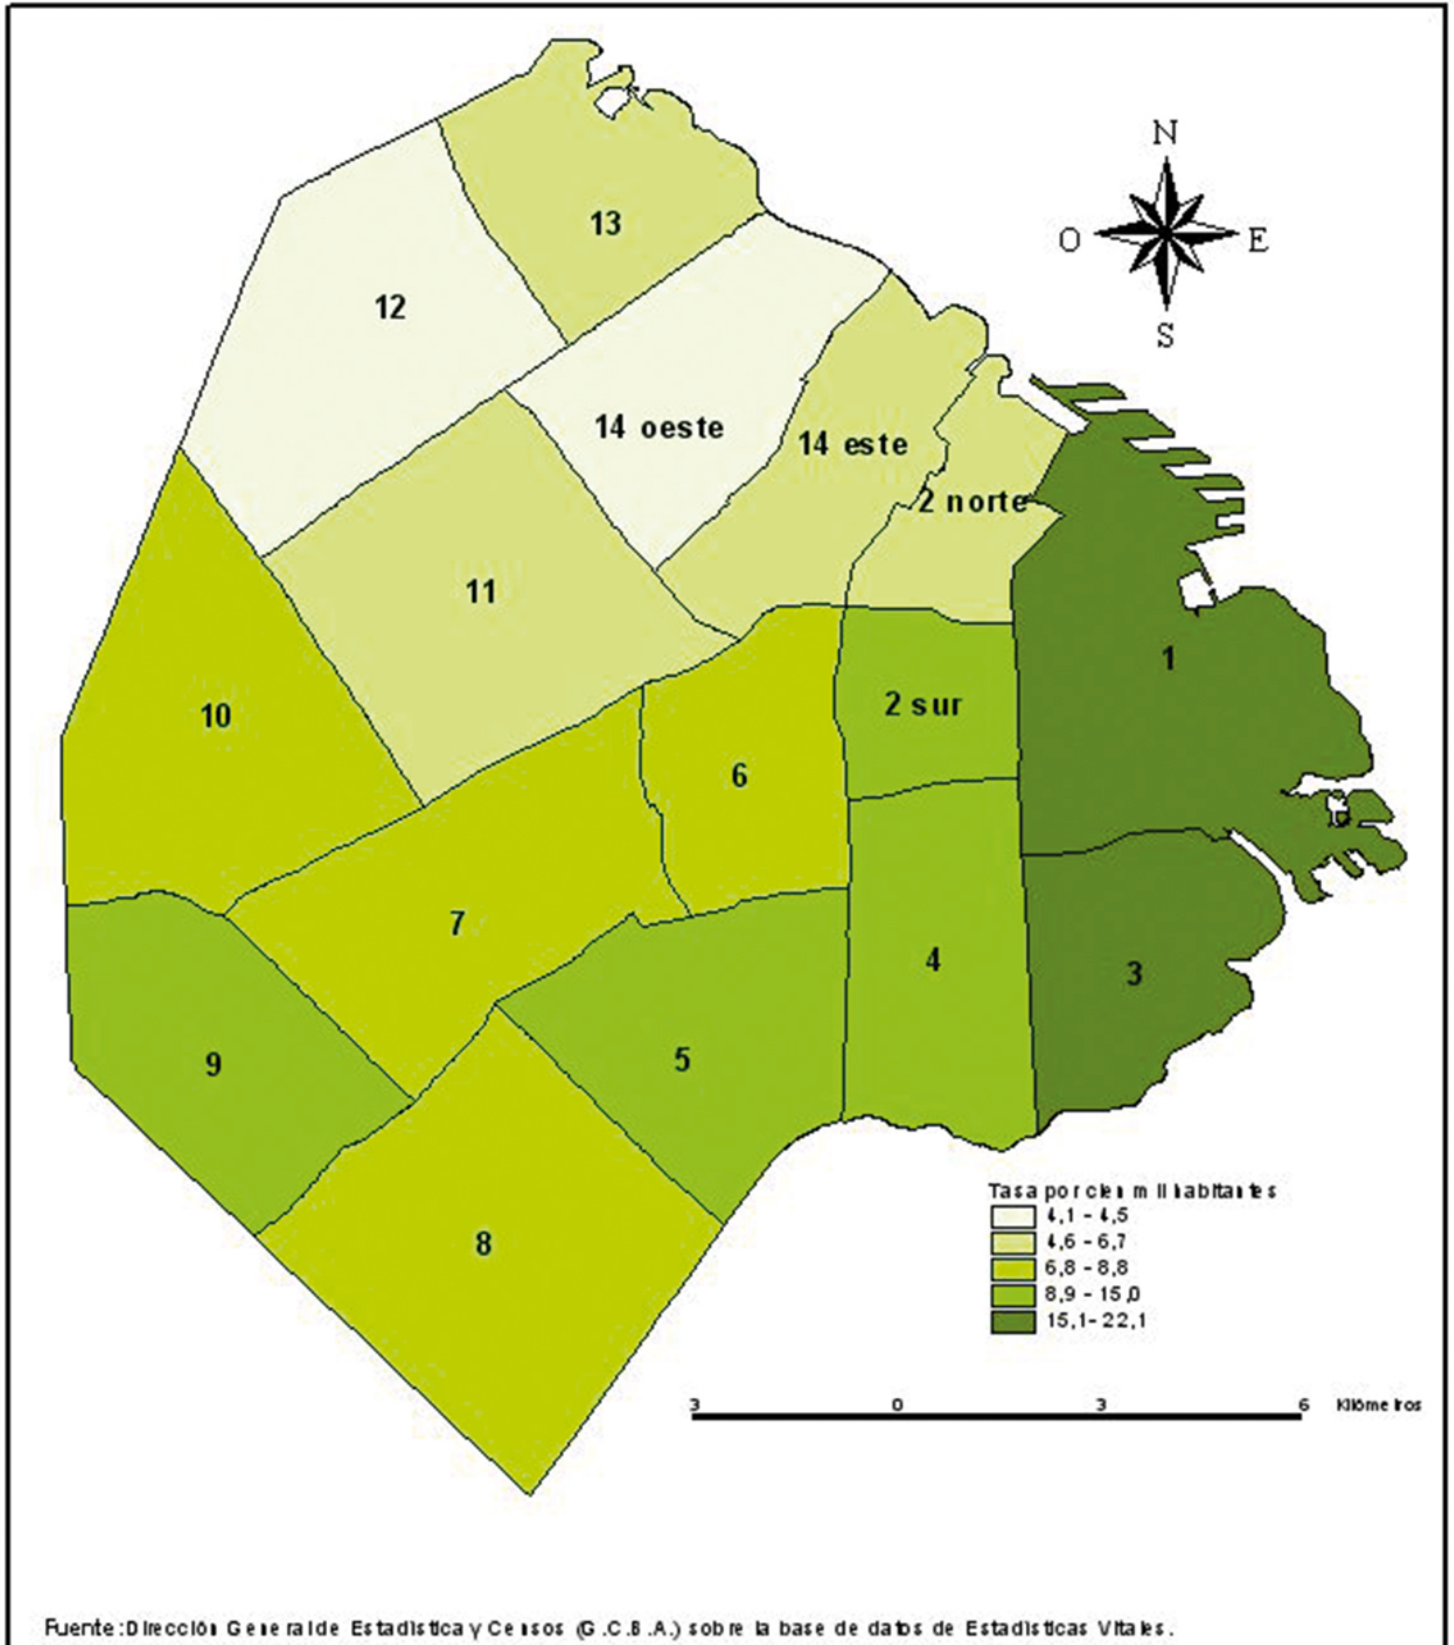 N
O
E
S
13
12
14 oeste
14 este
2 norte
11
1
10
2 sur
6
7
4
3
9
5
8
Tasa por cien mil habitantes
4,1 - 4,5
4,6 - 6,7
6,8 - 8,8
8,9 - 15,0
15,1 - 22,1
3 0 3 6 Kilómetros
Fuente: Dirección General de Estadística y Censos (G.C.B.A.) sobre la base de datos de Estadísticas Vitales.